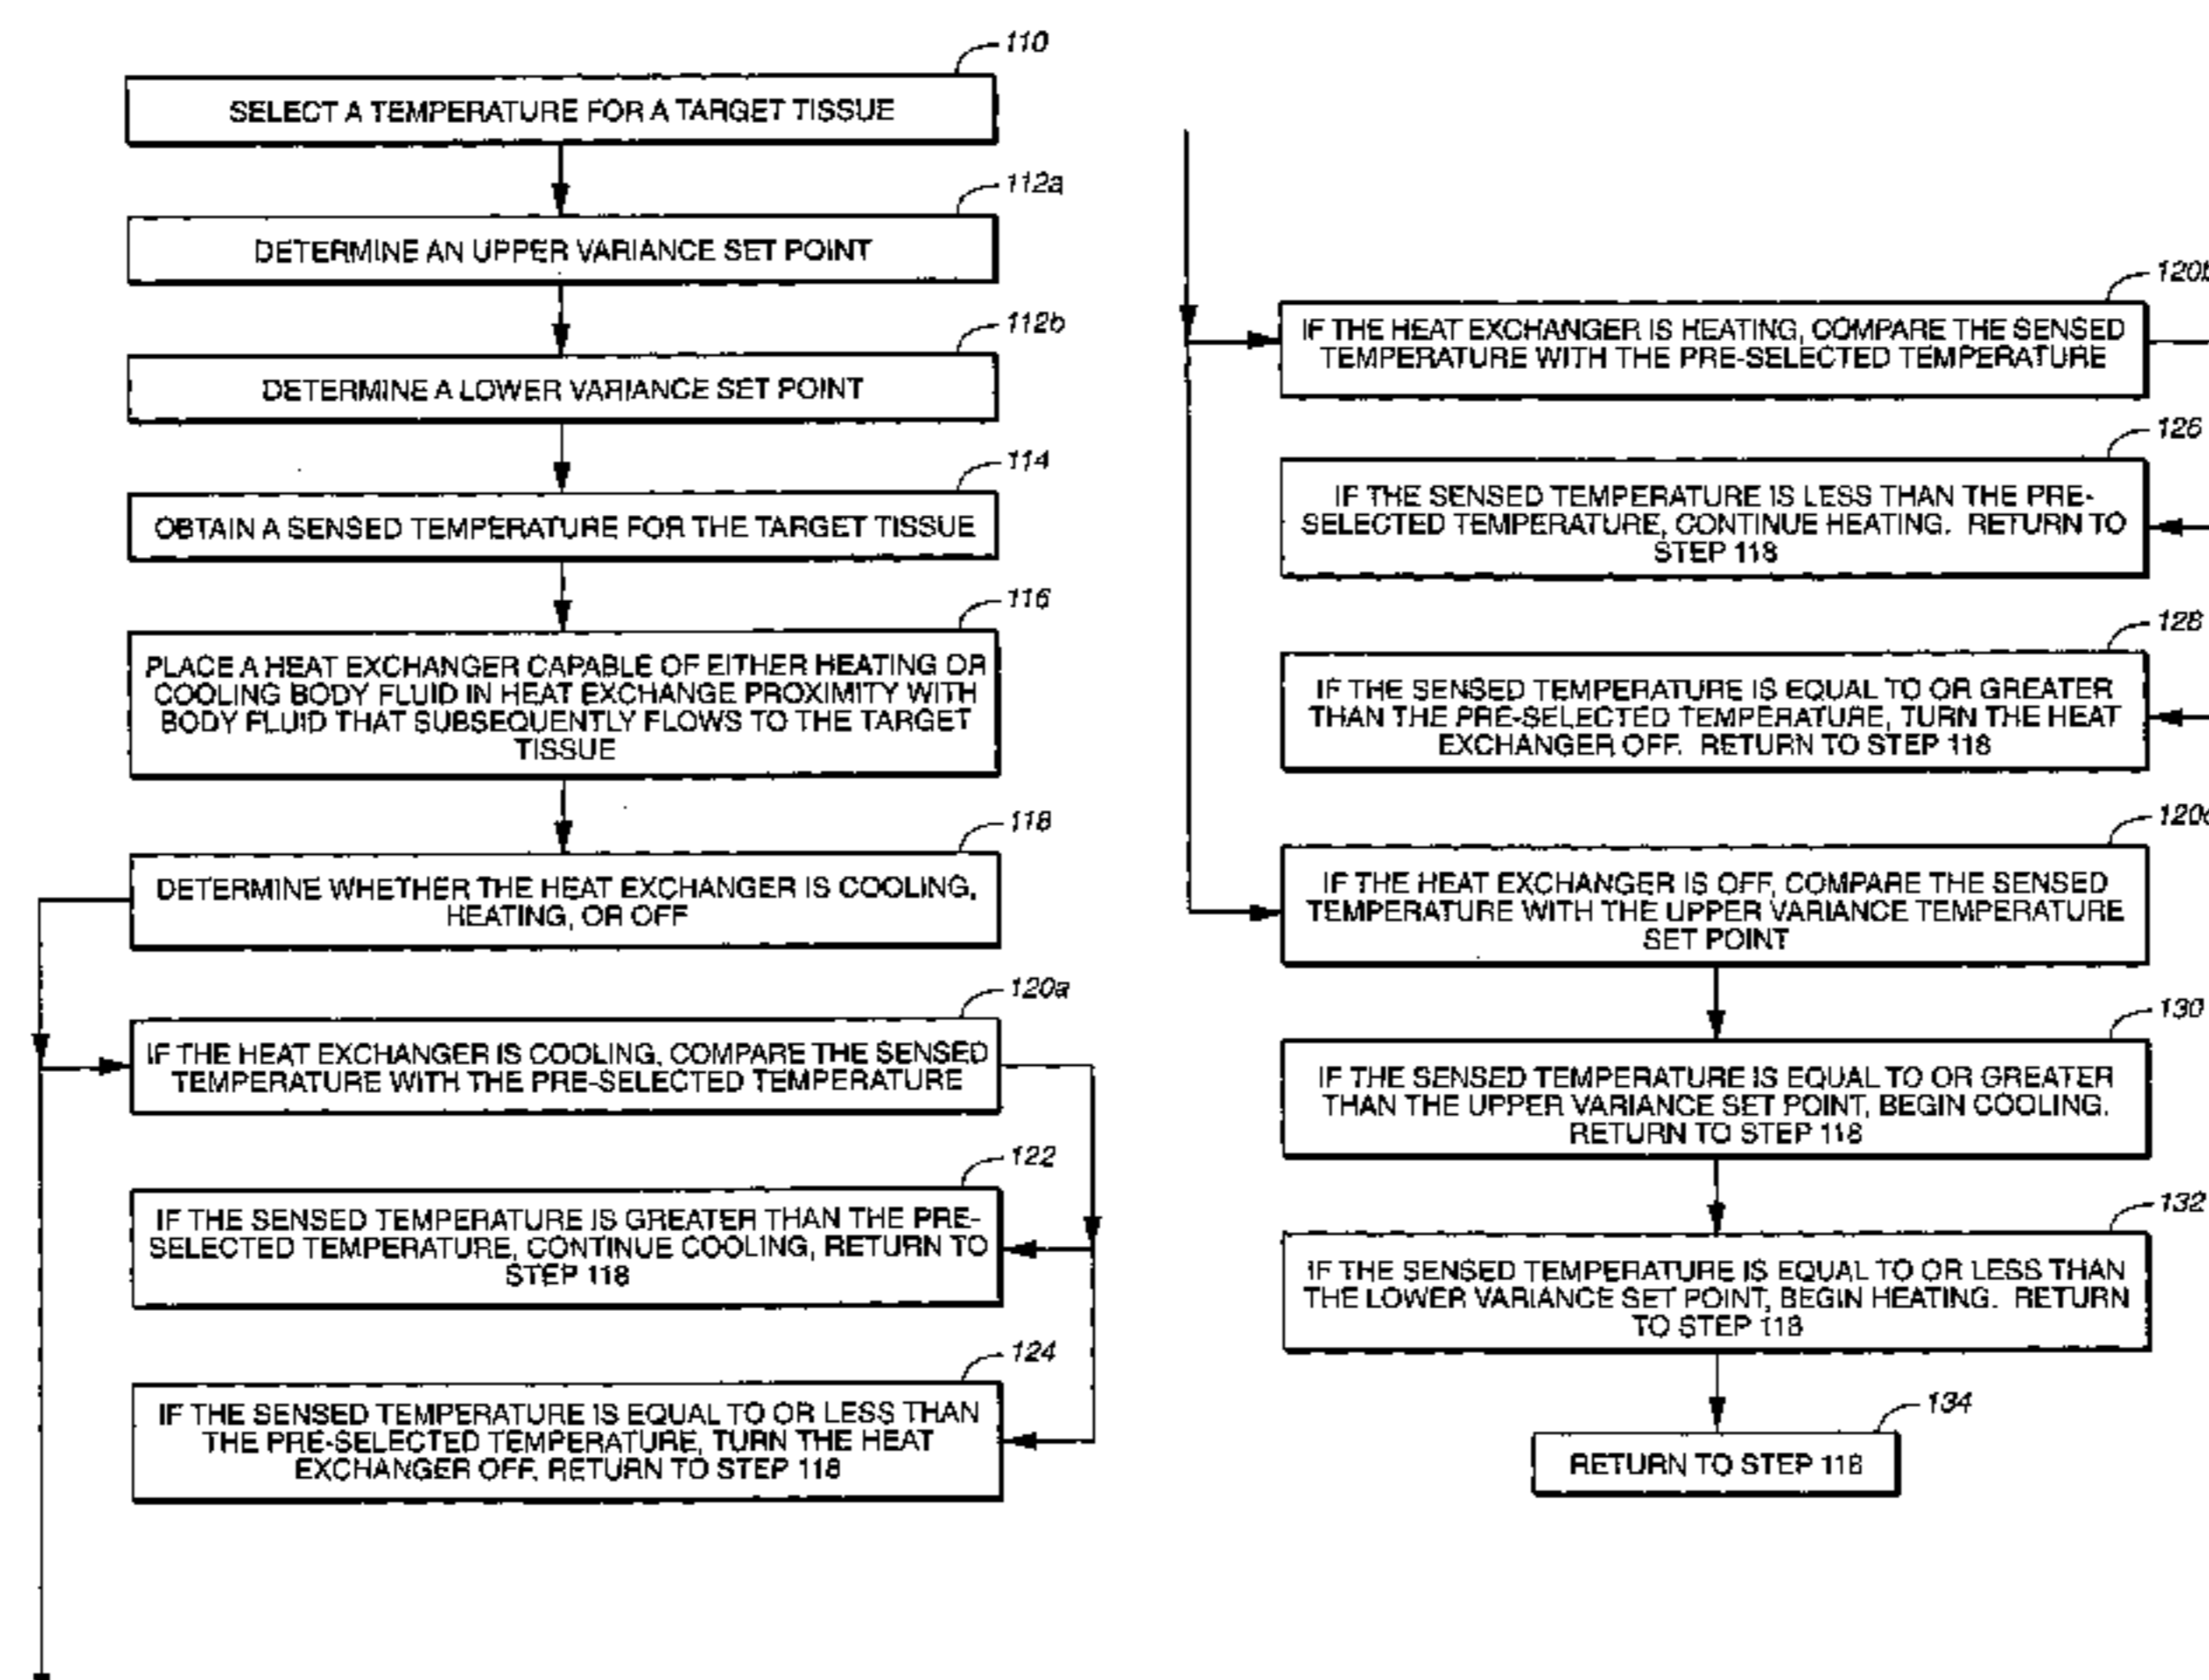 110
SELECT A TEMPERATURE FOR A TARGET TISSUE
112a
DETERMINE AN UPPER VARIANCE SET POINT
112b
DETERMINE A LOWER VARIANCE SET POINT
114
OBTAIN A SENSED TEMPERATURE FOR THE TARGET TISSUE
116
PLACE A HEAT EXCHANGER CAPABLE OF EITHER HEATING OR
COOLING BODY FLUID IN HEAT EXCHANGE PROXIMITY WITH
BODY FLUID THAT SUBSEQUENTLY FLOWS TO THE TARGET
TISSUE
118
DETERMINE WHETHER THE HEAT EXCHANGER IS COOLING,
HEATING, OR OFF
120a
IF THE HEAT EXCHANGER IS COOLING, COMPARE THE SENSED
TEMPERATURE WITH THE PRE-SELECTED TEMPERATURE
122
IF THE SENSED TEMPERATURE IS GREATER THAN THE PRE-
SELECTED TEMPERATURE, CONTINUE COOLING, RETURN TO
STEP 118
124
IF THE SENSED TEMPERATURE IS EQUAL TO OR LESS THAN
THE PRE-SELECTED TEMPERATURE, TURN THE HEAT
EXCHANGER OFF. RETURN TO STEP 118
120b
IF THE HEAT EXCHANGER IS HEATING, COMPARE THE SENSED
TEMPERATURE WITH THE PRE-SELECTED TEMPERATURE
126
IF THE SENSED TEMPERATURE IS LESS THAN THE PRE-
SELECTED TEMPERATURE, CONTINUE HEATING. RETURN TO
STEP 118
128
IF THE SENSED TEMPERATURE IS EQUAL TO OR GREATER
THAN THE PRE-SELECTED TEMPERATURE, TURN THE HEAT
EXCHANGER OFF. RETURN TO STEP 118
120c
IF THE HEAT EXCHANGER IS OFF, COMPARE THE SENSED
TEMPERATURE WITH THE UPPER VARIANCE TEMPERATURE
SET POINT
130
IF THE SENSED TEMPERATURE IS EQUAL TO OR GREATER
THAN THE UPPER VARIANCE SET POINT, BEGIN COOLING.
RETURN TO STEP 118
132
IF THE SENSED TEMPERATURE IS EQUAL TO OR LESS THAN
THE LOWER VARIANCE SET POINT, BEGIN HEATING. RETURN
TO STEP 118
134
RETURN TO STEP 118